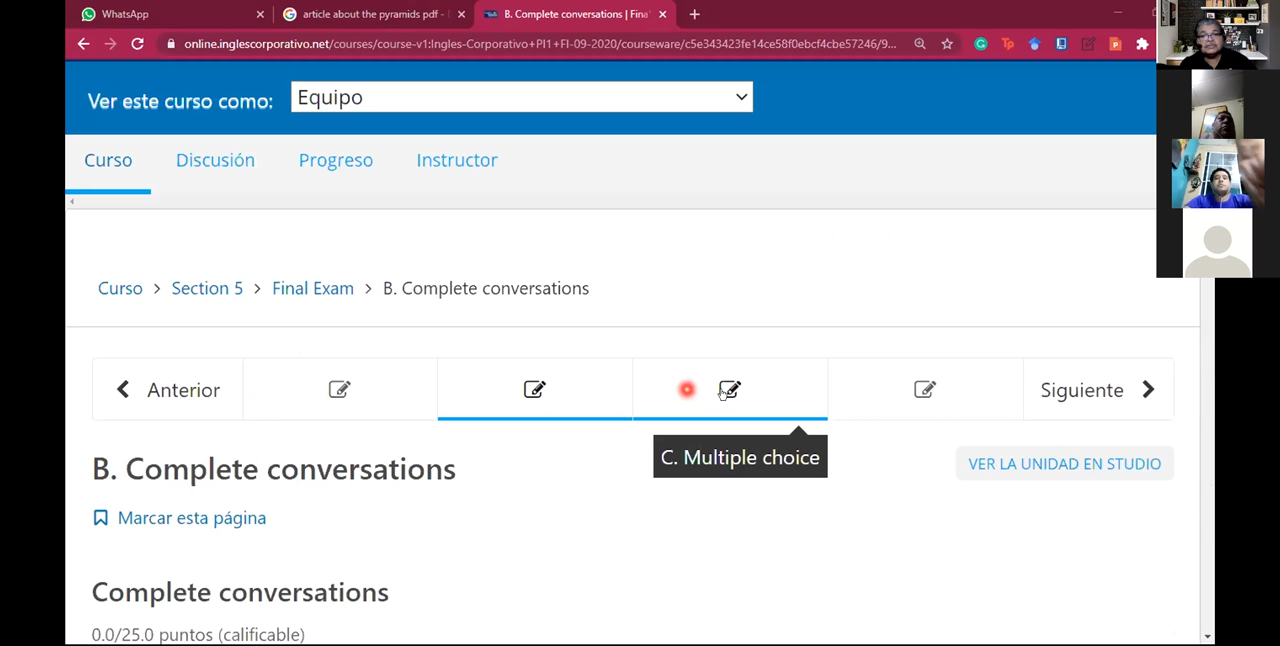 WhatsApp
article about the pyramids pdf -
B. Complete conversations | Fina
online.inglescorporativo.net/courses/course-v1:Ingles-Corporativo+PI1+FI-09-2020/courseware/c5e343423fe14ce58f0ebcf4cbe57246/9...
Ver este curso como:
Equipo
Curso
Discusión
Progreso
Instructor
Curso > Section 5 > Final Exam > B. Complete conversations
Anterior
Siguiente
C. Multiple choice
B. Complete conversations
VER LA UNIDAD EN STUDIO
Marcar esta página
Complete conversations
0.0/25.0 puntos (calificable)